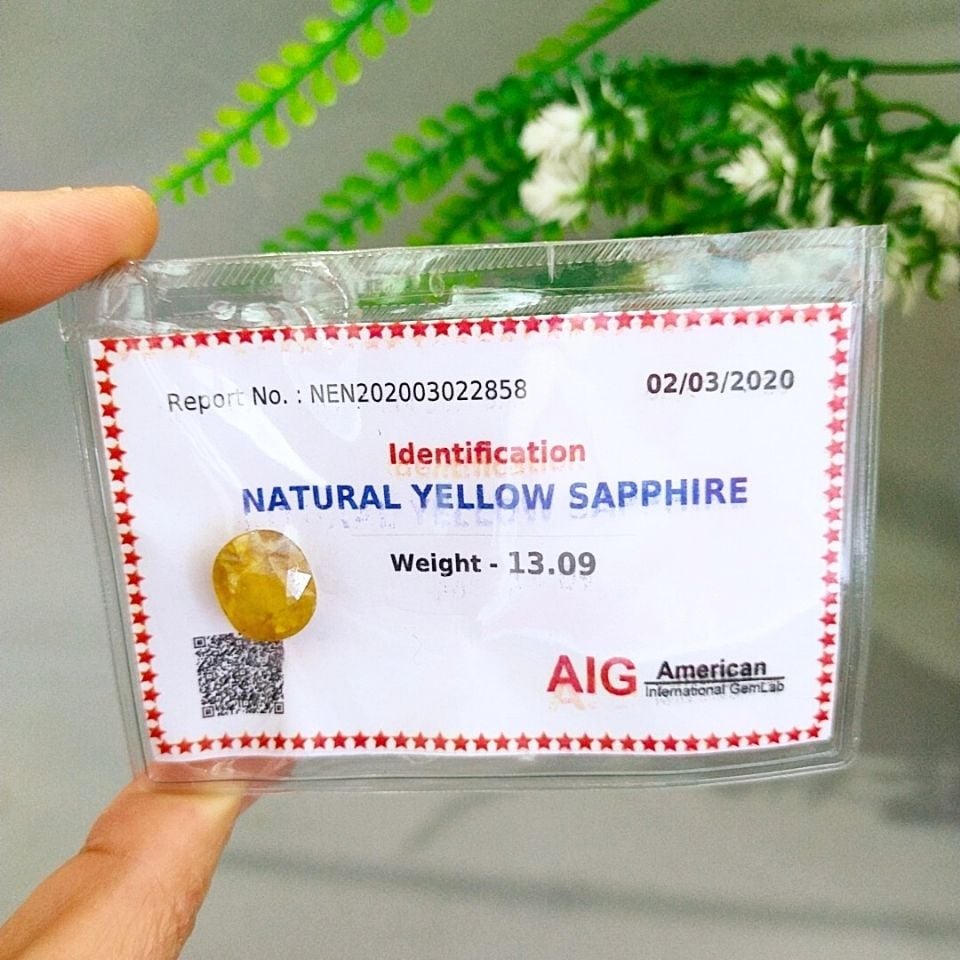 Report No. : NEN202003022858
02/03/2020
Identification
NATURAL YELLOW SAPPHIRE
Weight - 13.09
AIG American
International GemLab